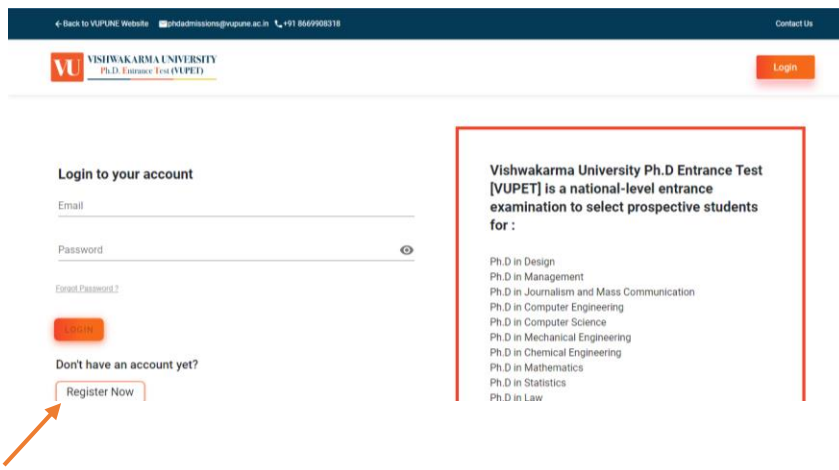 Back to VUPUNE Website phdadmissions@vupune.ac.in +91 8669908318 Contact Us
VU VISHWAKARMA UNIVERSITY
Ph.D. Entrance Test (VUPET)
Login
Login to your account
Email
Password
Forgot Password ?
LOGIN
Don't have an account yet?
Register Now
Vishwakarma University Ph.D Entrance Test
[VUPET] is a national-level entrance
examination to select prospective students
for :
Ph.D in Design
Ph.D in Management
Ph.D in Journalism and Mass Communication
Ph.D in Computer Engineering
Ph.D in Computer Science
Ph.D in Mechanical Engineering
Ph.D in Chemical Engineering
Ph.D in Mathematics
Ph.D in Statistics
Ph.D in Law